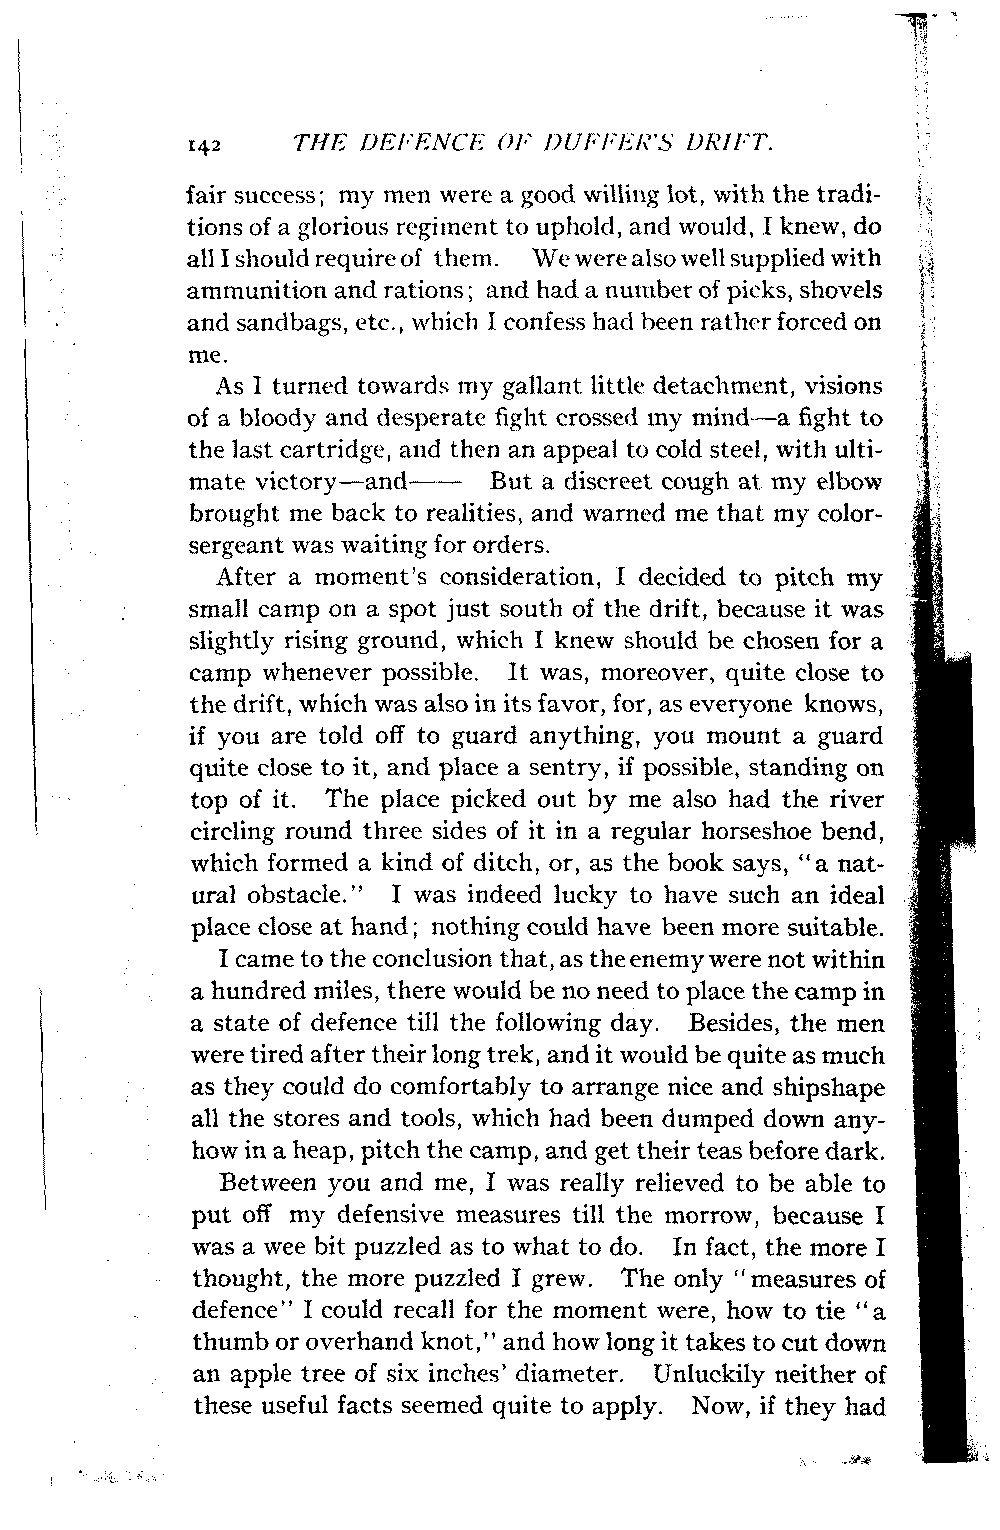 142 THE DEFENCE OF DUFFER'S DRIFT.
fair success; my men were a good willing lot, with the tradi-
tions of a glorious regiment to uphold, and would, I knew, do
all I should require of them. We were also well supplied with
ammunition and rations; and had a number of picks, shovels
and sandbags, etc., which I confess had been rather forced on
me.
As I turned towards my gallant little detachment, visions
of a bloody and desperate fight crossed my mind—a fight to
the last cartridge, and then an appeal to cold steel, with ulti-
mate victory—and—— But a discreet cough at my elbow
brought me back to realities, and warned me that my color-
sergeant was waiting for orders.
After a moment's consideration, I decided to pitch my
small camp on a spot just south of the drift, because it was
slightly rising ground, which I knew should be chosen for a
camp whenever possible. It was, moreover, quite close to
the drift, which was also in its favor, for, as everyone knows,
if you are told off to guard anything, you mount a guard
quite close to it, and place a sentry, if possible, standing on
top of it. The place picked out by me also had the river
circling round three sides of it in a regular horseshoe bend,
which formed a kind of ditch, or, as the book says, "a nat-
ural obstacle." I was indeed lucky to have such an ideal
place close at hand; nothing could have been more suitable.
I came to the conclusion that, as the enemy were not within
a hundred miles, there would be no need to place the camp in
a state of defence till the following day. Besides, the men
were tired after their long trek, and it would be quite as much
as they could do comfortably to arrange nice and shipshape
all the stores and tools, which had been dumped down any-
how in a heap, pitch the camp, and get their teas before dark.
Between you and me, I was really relieved to be able to
put off my defensive measures till the morrow, because I
was a wee bit puzzled as to what to do. In fact, the more I
thought, the more puzzled I grew. The only "measures of
defence" I could recall for the moment were, how to tie "a
thumb or overhand knot," and how long it takes to cut down
an apple tree of six inches' diameter. Unluckily neither of
these useful facts seemed quite to apply. Now, if they had